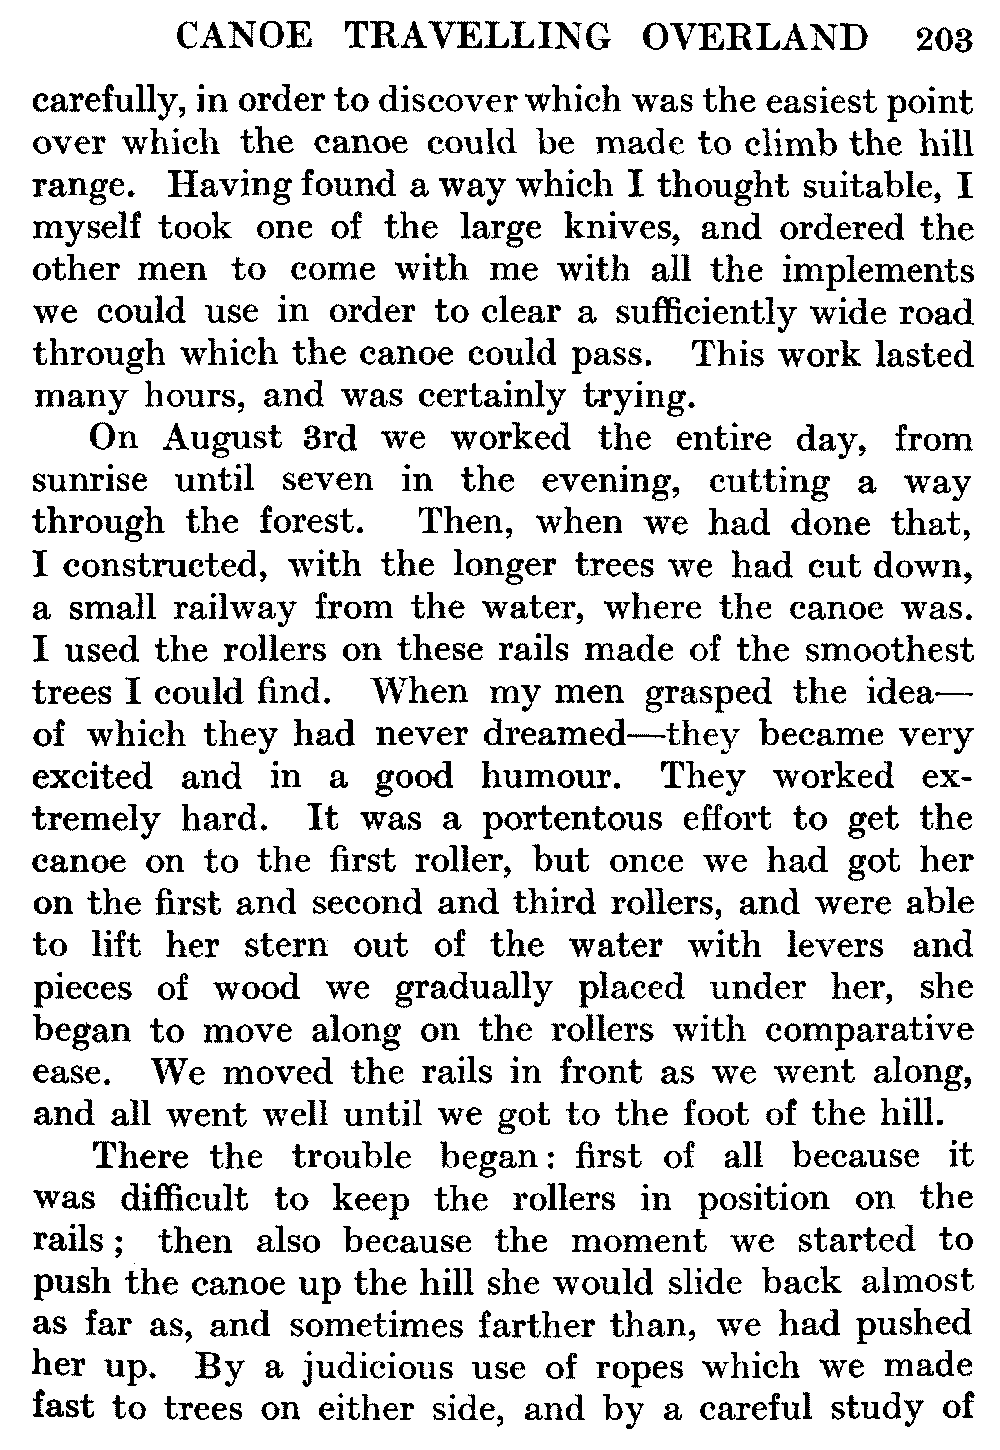 CANOE TRAVELLING OVERLAND 203
carefully, in order to discover which was the easiest point
over which the canoe could be made to climb the hill
range. Having found a way which I thought suitable, I
myself took one of the large knives, and ordered the
other men to come with me with all the implements
we could use in order to clear a sufficiently wide road
through which the canoe could pass. This work lasted
many hours, and was certainly trying.
On August 3rd we worked the entire day, from
sunrise until seven in the evening, cutting a way
through the forest. Then, when we had done that,
I constructed, with the longer trees we had cut down,
a small railway from the water, where the canoe was.
I used the rollers on these rails made of the smoothest
trees I could find. When my men grasped the idea—
of which they had never dreamed—they became very
excited and in a good humour. They worked ex-
tremely hard. It was a portentous effort to get the
canoe on to the first roller, but once we had got her
on the first and second and third rollers, and were able
to lift her stern out of the water with levers and
pieces of wood we gradually placed under her, she
began to move along on the rollers with comparative
ease. We moved the rails in front as we went along,
and all went well until we got to the foot of the hill.
There the trouble began: first of all because it
was difficult to keep the rollers in position on the
rails; then also because the moment we started to
push the canoe up the hill she would slide back almost
as far as, and sometimes farther than, we had pushed
her up. By a judicious use of ropes which we made
fast to trees on either side, and by a careful study of